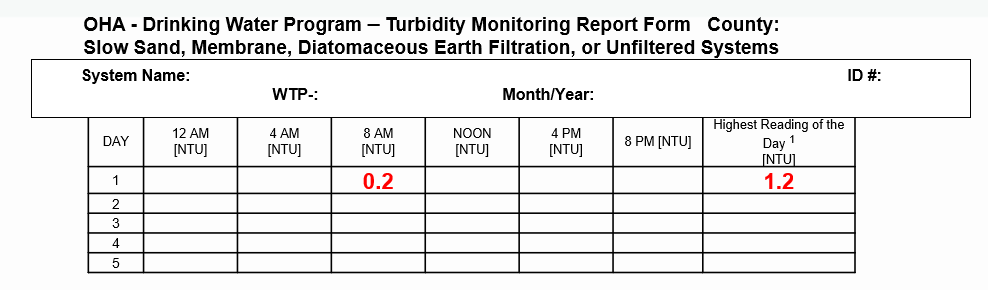 OHA - Drinking Water Program – Turbidity Monitoring Report Form County:
Slow Sand, Membrane, Diatomaceous Earth Filtration, or Unfiltered Systems
System Name: ID #:
WTP-: Month/Year:
DAY 12 AM [NTU] 4 AM [NTU] 8 AM [NTU] NOON [NTU] 4 PM [NTU] 8 PM [NTU] Highest Reading of the Day 1 [NTU]
1 0.2 1.2
2
3
4
5